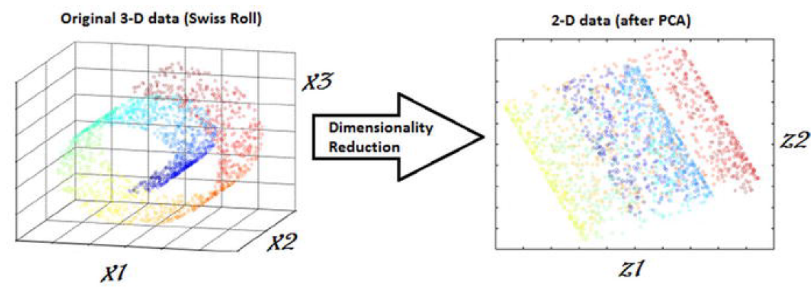 Original 3-D data (Swiss Roll)
2-D data (after PCA)
x3
Dimensionality
Reduction
z2
x2
x1
z1